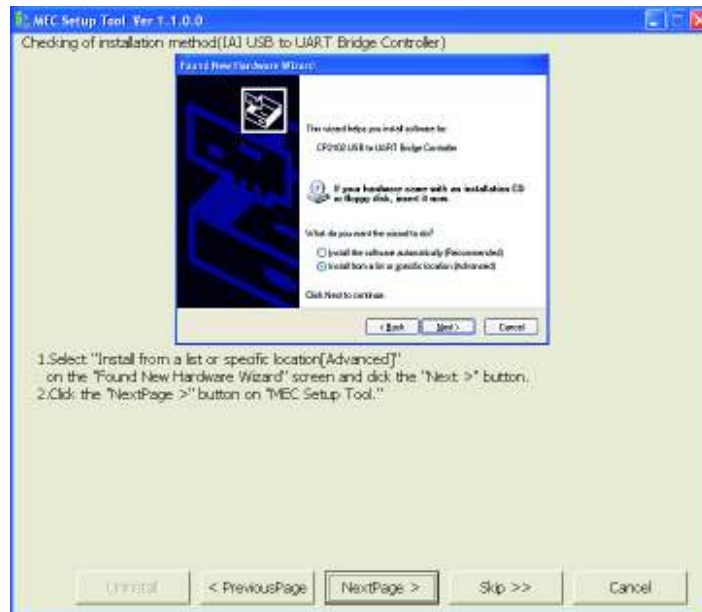 MEC Setup Tool Ver 1.1.0.0
Checking of installation method([A] USB to UART Bridge Controller)
Found New Hardware Wizard
This wizard helps you install software for:
CP2102 USB to UART Bridge Controller
If your hardware came with an installation CD
or floppy disk, insert it now.
What do you want the wizard to do?
Install the software automatically (Recommended)
Install from a list or specific location (Advanced)
Click Next to continue.
< Back
Next >
Cancel
1.Select "Install from a list or specific location[Advanced]"
on the "Found New Hardware Wizard" screen and click the "Next >" button.
2.Click the "NextPage >" button on "MEC Setup Tool."
Uninstall
< PreviousPage
NextPage >
Skip >>
Cancel